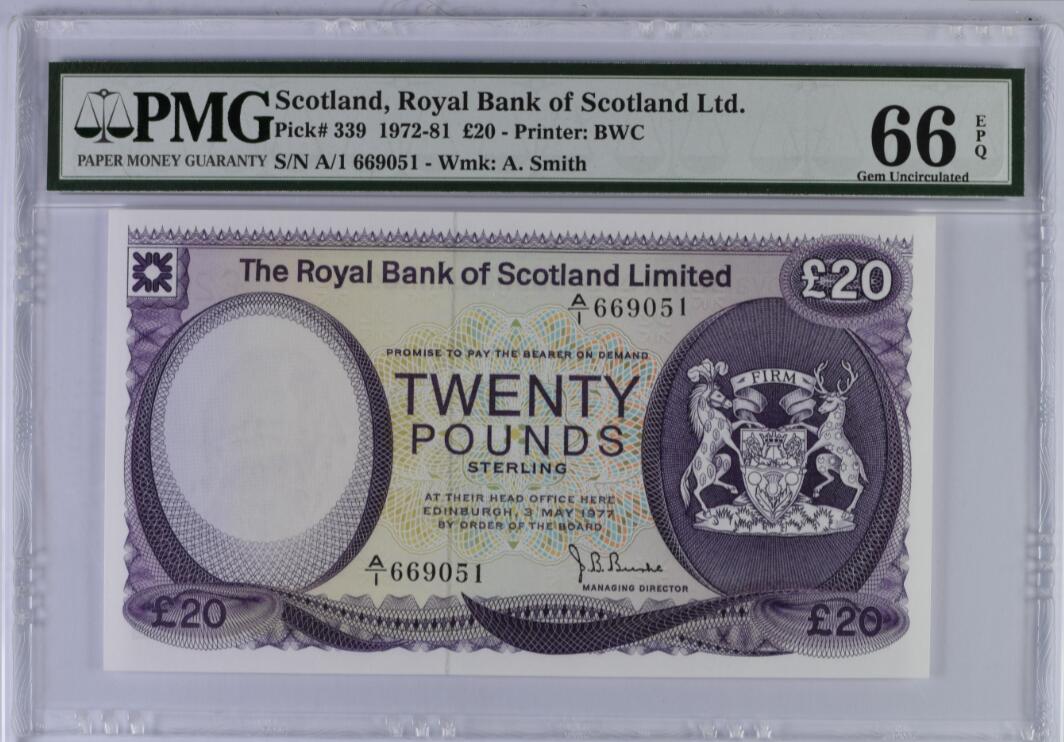 PMG
PAPER MONEY GUARANTY
Scotland, Royal Bank of Scotland Ltd.
Pick# 339 1972-81 £20 - Printer: BWC
S/N A/1 669051 - Wmk: A. Smith
66 EPQ
Gem Uncirculated
The Royal Bank of Scotland Limited
£20
A/1 669051
PROMISE TO PAY THE BEARER ON DEMAND
TWENTY
POUNDS
STERLING
FIRM
AT THEIR HEAD OFFICE HERE
EDINBURGH, 3 MAY 1977
BY ORDER OF THE BOARD
A/1 669051
J. B. Burke
MANAGING DIRECTOR
£20
£20